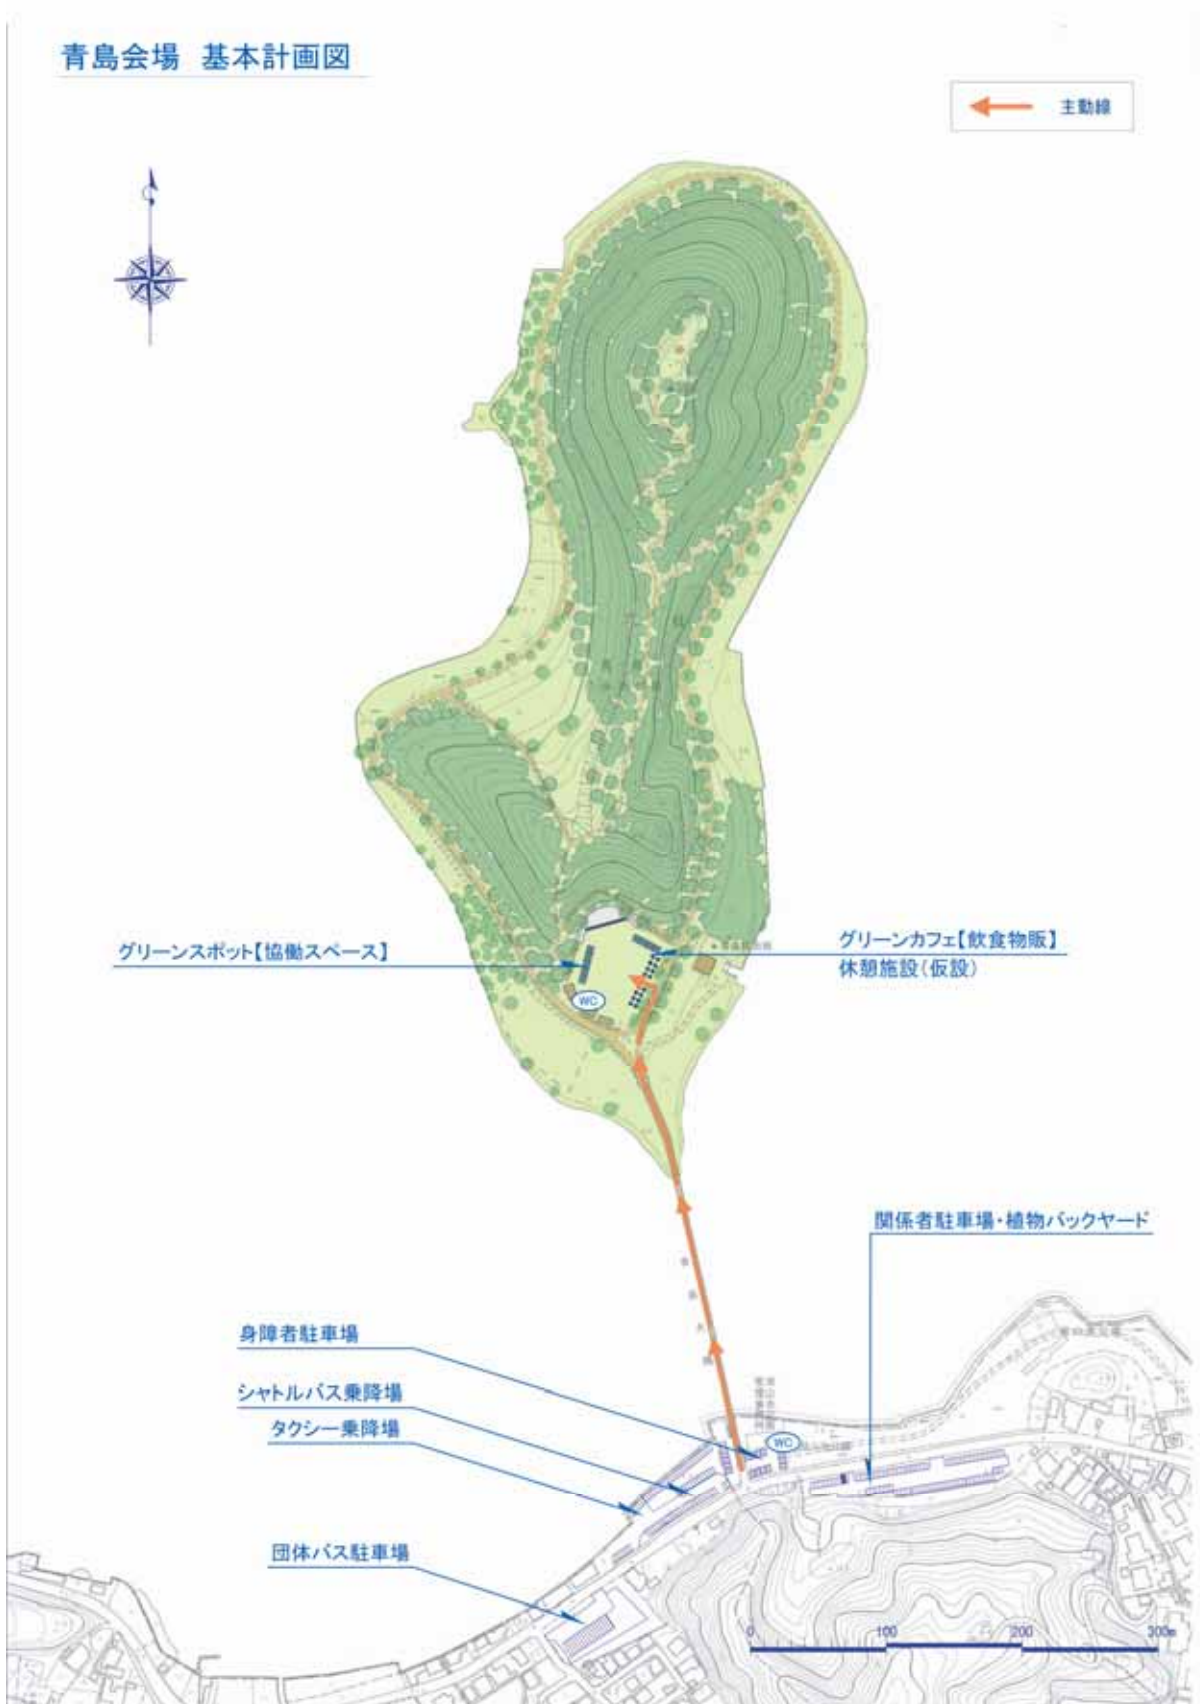 青島会場 基本計画図
主動線
グリーンスポット【協働スペース】
グリーンカフェ【飲食物販】
休憩施設(仮設)
WC
関係者駐車場・植物バックヤード
身障者駐車場
シャトルバス乗降場
タクシー乗降場
WC
団体バス駐車場
0 100 200 300m